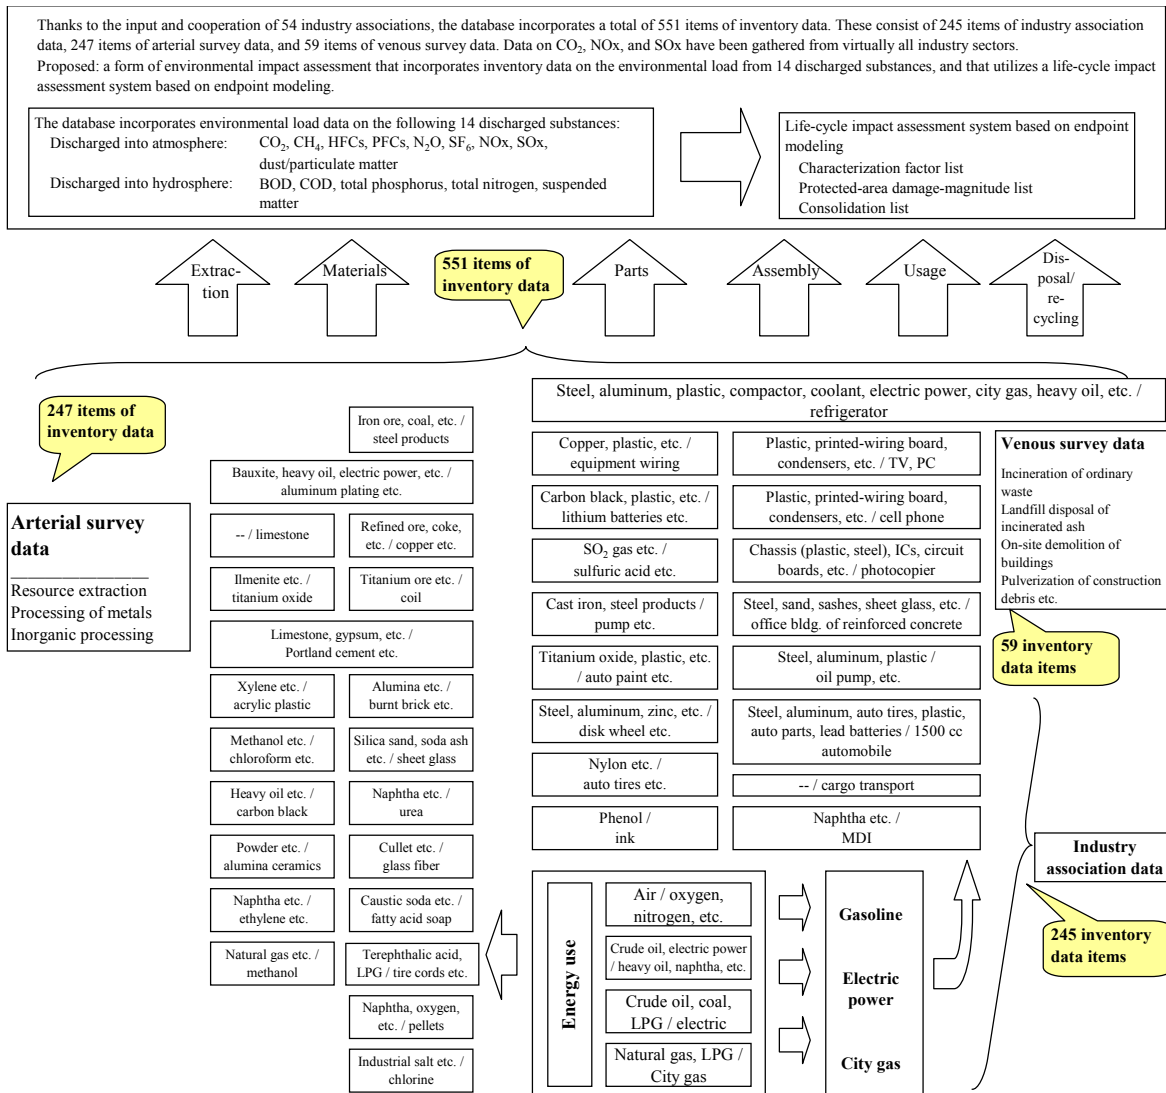 Thanks to the input and cooperation of 54 industry associations, the database incorporates a total of 551 items of inventory data. These consist of 245 items of industry association
data, 247 items of arterial survey data, and 59 items of venous survey data. Data on CO₂, NOx, and SOx have been gathered from virtually all industry sectors.
Proposed: a form of environmental impact assessment that incorporates inventory data on the environmental load from 14 discharged substances, and that utilizes a life-cycle impact
assessment system based on endpoint modeling.
The database incorporates environmental load data on the following 14 discharged substances:
Discharged into atmosphere: CO₂, CH₄, HFCs, PFCs, N₂O, SF₆, NOx, SOx,
dust/particulate matter
Discharged into hydrosphere: BOD, COD, total phosphorus, total nitrogen, suspended
matter
Life-cycle impact assessment system based on endpoint
modeling
Characterization factor list
Protected-area damage-magnitude list
Consolidation list
Extrac-
tion
Materials
551 items of
inventory data
Parts
Assembly
Usage
Dis-
posal/
re-
cycling
247 items of
inventory data
Arterial survey
data
Resource extraction
Processing of metals
Inorganic processing
Iron ore, coal, etc. /
steel products
Bauxite, heavy oil, electric power, etc. /
aluminum plating etc.
-- / limestone
Refined ore, coke,
etc. / copper etc.
Ilmenite etc. /
titanium oxide
Titanium ore etc. /
coil
Limestone, gypsum, etc. /
Portland cement etc.
Xylene etc. /
acrylic plastic
Alumina etc. /
burnt brick etc.
Methanol etc. /
chloroform etc.
Silica sand, soda ash
etc. / sheet glass
Heavy oil etc. /
carbon black
Naphtha etc. /
urea
Powder etc. /
alumina ceramics
Cullet etc. /
glass fiber
Naphtha etc. /
ethylene etc.
Caustic soda etc. /
fatty acid soap
Natural gas etc. /
methanol
Terephthalic acid,
LPG / tire cords etc.
Naphtha, oxygen,
etc. / pellets
Industrial salt etc. /
chlorine
Steel, aluminum, plastic, compactor, coolant, electric power, city gas, heavy oil, etc. /
refrigerator
Copper, plastic, etc. /
equipment wiring
Plastic, printed-wiring board,
condensers, etc. / TV, PC
Carbon black, plastic, etc. /
lithium batteries etc.
Plastic, printed-wiring board,
condensers, etc. / cell phone
SO₂ gas etc. /
sulfuric acid etc.
Chassis (plastic, steel), ICs, circuit
boards, etc. / photocopier
Cast iron, steel products /
pump etc.
Steel, sand, sashes, sheet glass, etc. /
office bldg. of reinforced concrete
Titanium oxide, plastic, etc.
/ auto paint etc.
Steel, aluminum, plastic /
oil pump, etc.
Steel, aluminum, zinc, etc. /
disk wheel etc.
Steel, aluminum, auto tires, plastic,
auto parts, lead batteries / 1500 cc
automobile
Nylon etc. /
auto tires etc.
-- / cargo transport
Phenol /
ink
Naphtha etc. /
MDI
Venous survey data
Incineration of ordinary
waste
Landfill disposal of
incinerated ash
On-site demolition of
buildings
Pulverization of construction
debris etc.
59 inventory
data items
Industry
association data
245 inventory
data items
Energy use
Air / oxygen,
nitrogen, etc.
Crude oil, electric power
/ heavy oil, naphtha, etc.
Crude oil, coal,
LPG / electric
Natural gas, LPG /
City gas
Gasoline
Electric
power
City gas